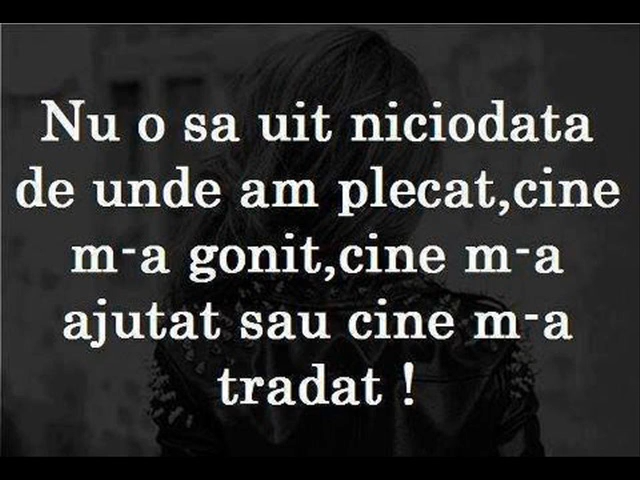 Nu o sa uit niciodata
de unde am plecat,cine
m-a gonit,cine m-a
ajutat sau cine m-a
tradat !